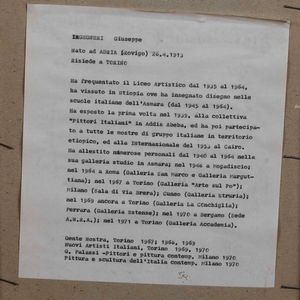 Giuseppe
Nato ad ADRIA (Rovigo) 26.4.1913
Risiede a TORINO
Ha frequentato il Liceo Artistico dal 1935 al 1964,
ha vissuto in Etiopia ove ha insegnato disegno nelle
scuole italiane dell'Asmara (dal 1945 al 1964).
Ha esposto la prima volta nel 1939, alla collettiva
"Pittori Italiani" in Addis Abeba, ed ha poi partecipa-
to a tutte le mostre di gruppo italiane in territorio
etiopico, ed alla Internazionale del 1953 al Cairo.
Ha allestito numerose personali dal 1940 al 1964 nella
sua galleria studio in Asmara; nel 1946 a Mogadiscio;
nel 1964 a Roma (Galleria San Marco e Galleria Margut-
tiana); nel 1967 a Torino (Galleria "Arte sul Po");
Milano (Sala di Via Brera); Cuneo (Galleria Etruria);
nel 1969 ancora a Torino (Galleria La Conchiglia);
Ferrara (Galleria Estense); nel 1970 a Bergamo (Sede
nel 1971 a Torino (Galleria Accademia).
Gente Nostra, Torino 1967; 1968, 1969
Nuovi Artisti Italiani, Torino 1969, 1970
G. Palazzi -Pittori e pittura contemp, Milano 1970
Pittura e scultura dell'Italia contemp. Milano 1970